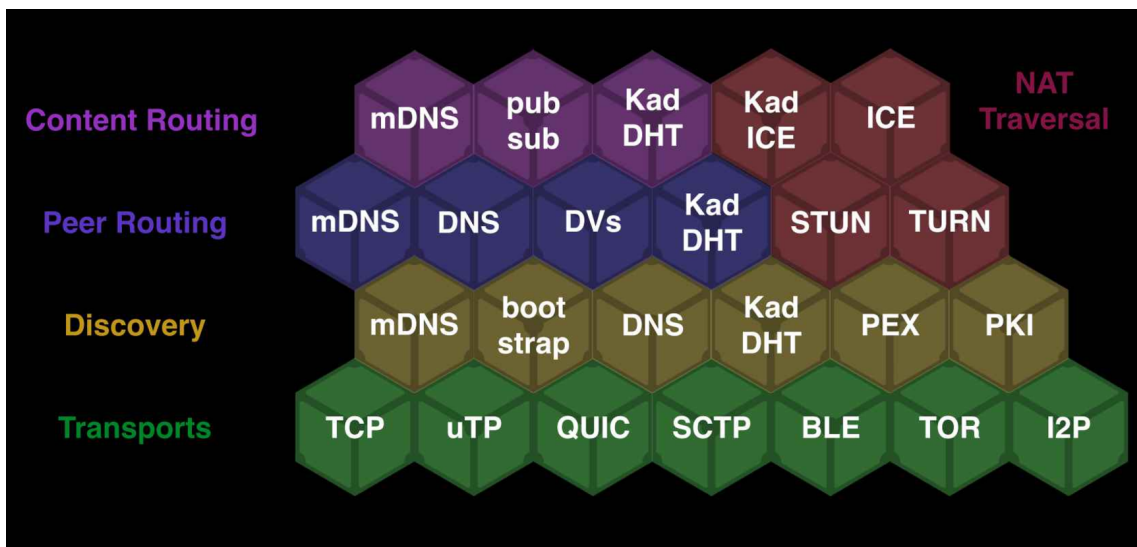 Content Routing
mDNS
pub
sub
Kad
DHT
Kad
ICE
ICE
NAT
Traversal
Peer Routing
mDNS
DNS
DVs
Kad
DHT
STUN
TURN
Discovery
mDNS
boot
strap
DNS
Kad
DHT
PEX
PKI
Transports
TCP
uTP
QUIC
SCTP
BLE
TOR
I2P